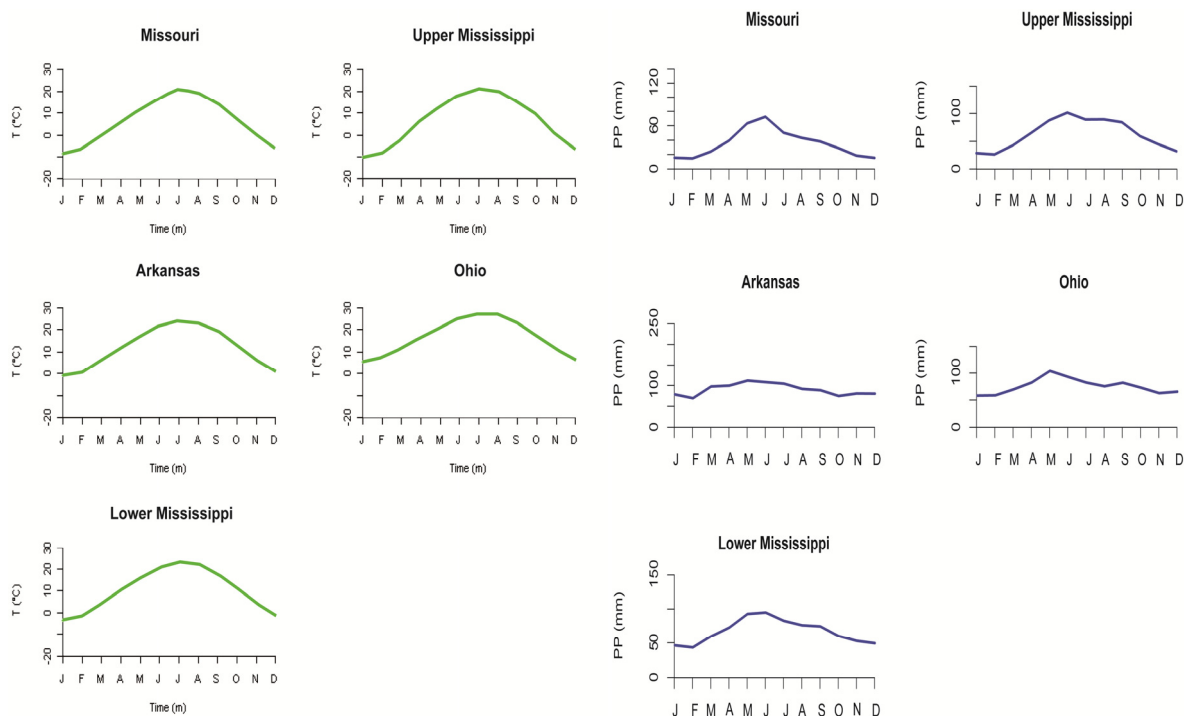 Missouri
T (°C)
30
20
10
0
-20
J F M A M J J A S O N D
Time (m)
Upper Mississippi
T (°C)
30
20
10
0
-20
J F M A M J J A S O N D
Time (m)
Missouri
PP (mm)
120
60
0
J F M A M J J A S O N D
Upper Mississippi
PP (mm)
100
0
J F M A M J J A S O N D
Arkansas
T (°C)
30
20
10
0
-20
J F M A M J J A S O N D
Time (m)
Ohio
T (°C)
30
20
10
0
-20
J F M A M J J A S O N D
Time (m)
Arkansas
PP (mm)
250
100
0
J F M A M J J A S O N D
Ohio
PP (mm)
100
0
J F M A M J J A S O N D
Lower Mississippi
T (°C)
30
20
10
0
-20
J F M A M J J A S O N D
Time (m)
Lower Mississippi
PP (mm)
150
50
0
J F M A M J J A S O N D